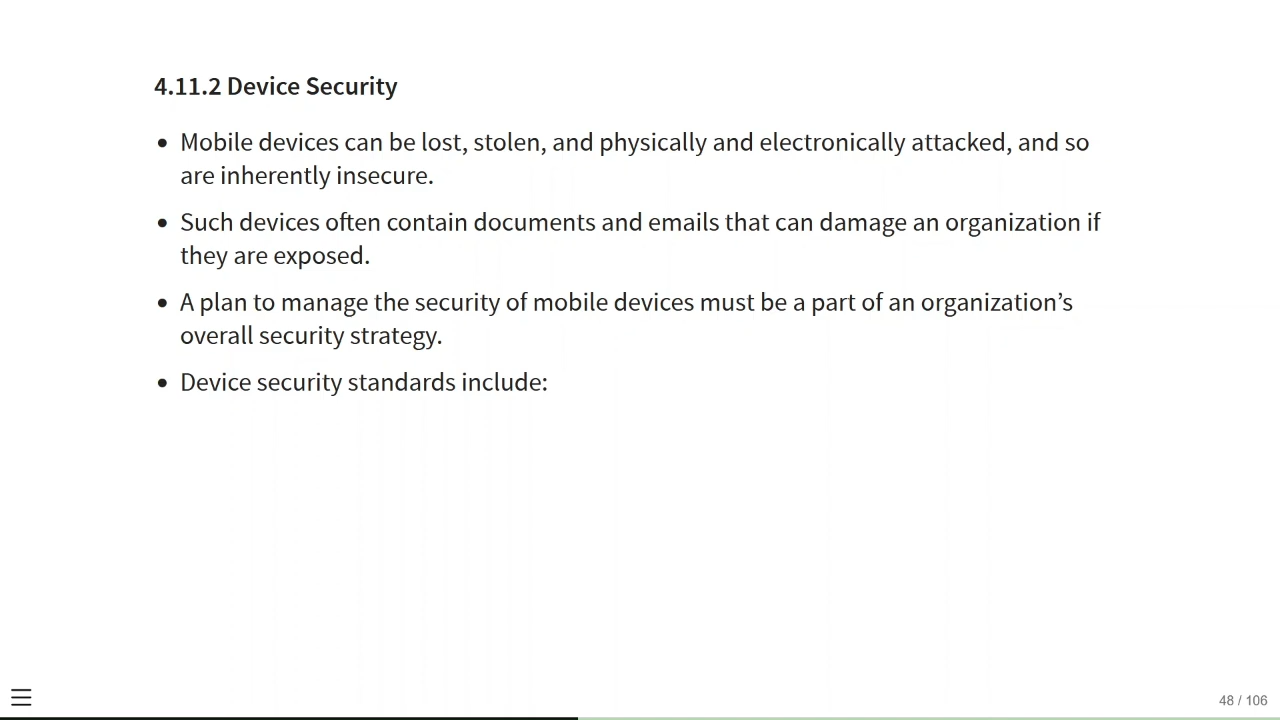 4.11.2 Device Security
• Mobile devices can be lost, stolen, and physically and electronically attacked, and so
are inherently insecure.
• Such devices often contain documents and emails that can damage an organization if
they are exposed.
• A plan to manage the security of mobile devices must be a part of an organization’s
overall security strategy.
• Device security standards include:
48 / 106